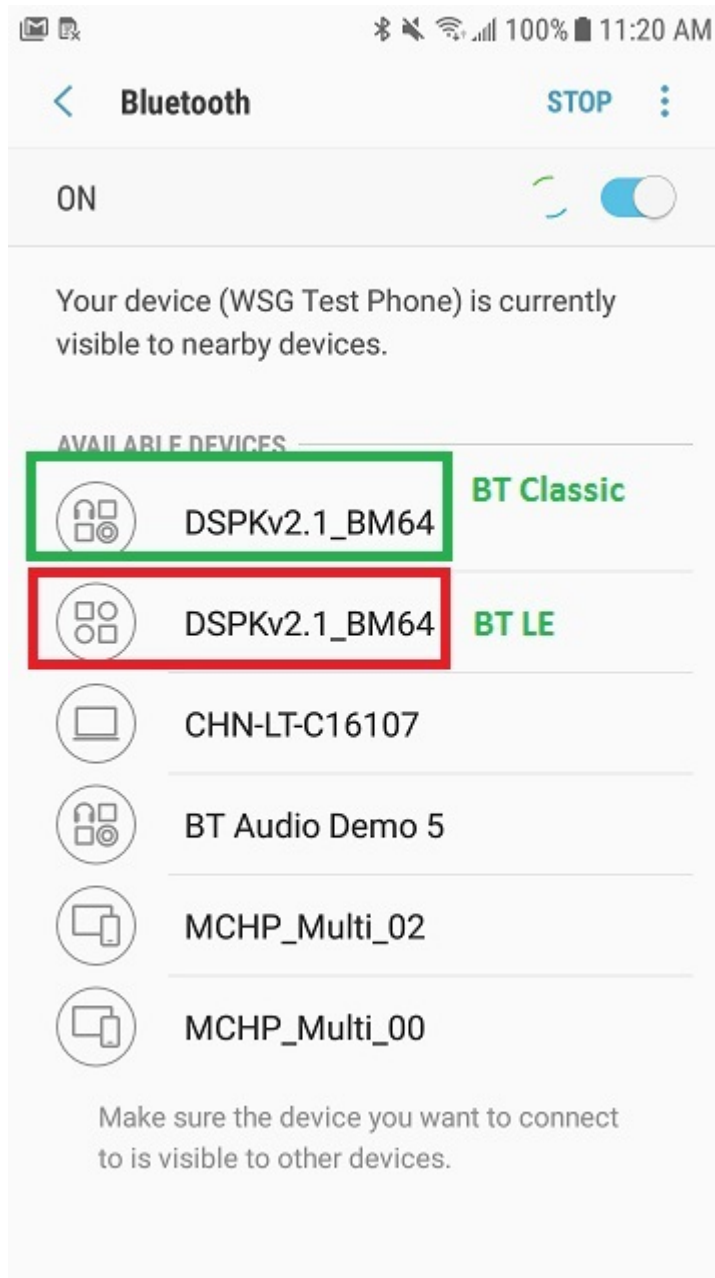 100% 11:20 AM
Bluetooth STOP
ON
Your device (WSG Test Phone) is currently
visible to nearby devices.
AVAILABLE DEVICES
BT Classic
DSPKv2.1_BM64
DSPKv2.1_BM64 BT LE
CHN-LT-C16107
BT Audio Demo 5
MCHP_Multi_02
MCHP_Multi_00
Make sure the device you want to connect
to is visible to other devices.